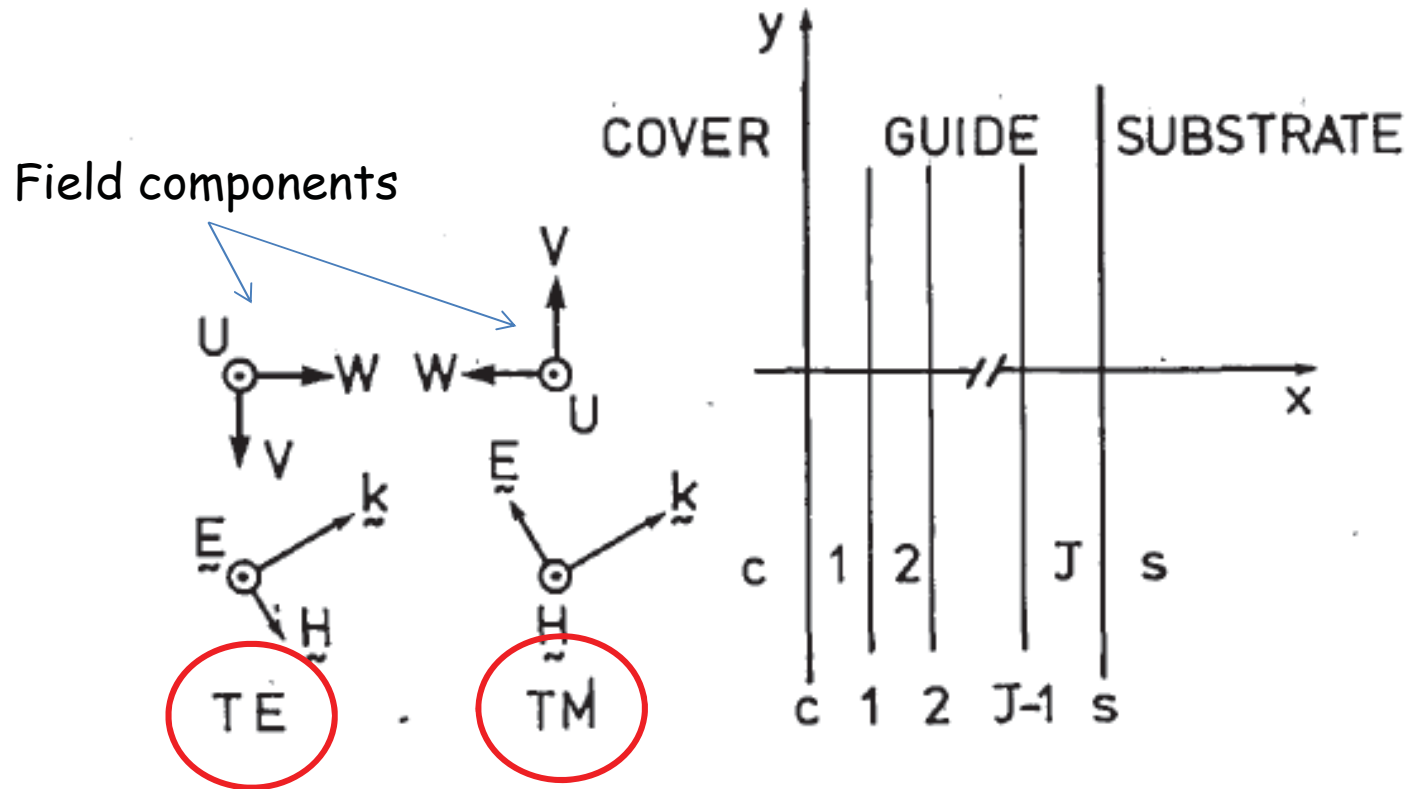 y
COVER GUIDE SUBSTRATE
Field components
V
U
W W
U
V
x
E k
E k
H
H
c 1 2 J s
TE TM
c 1 2 J-1 s